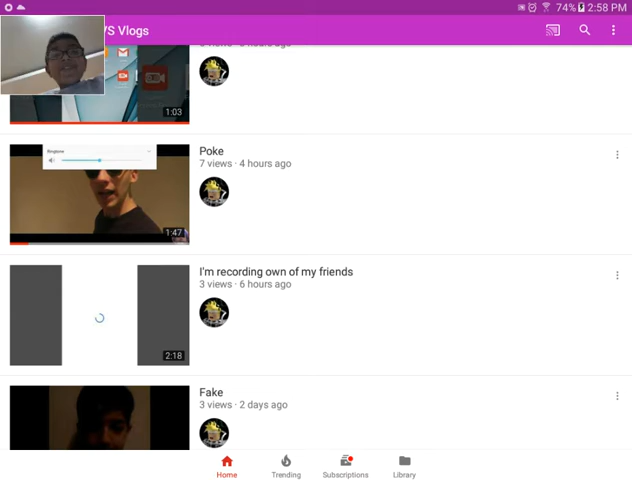 74% 2:58 PM
VS Vlogs
1:03
Poke
7 views · 4 hours ago
Ringtone
1:47
I'm recording own of my friends
3 views · 6 hours ago
2:18
Fake
3 views · 2 days ago
Home Trending Subscriptions Library